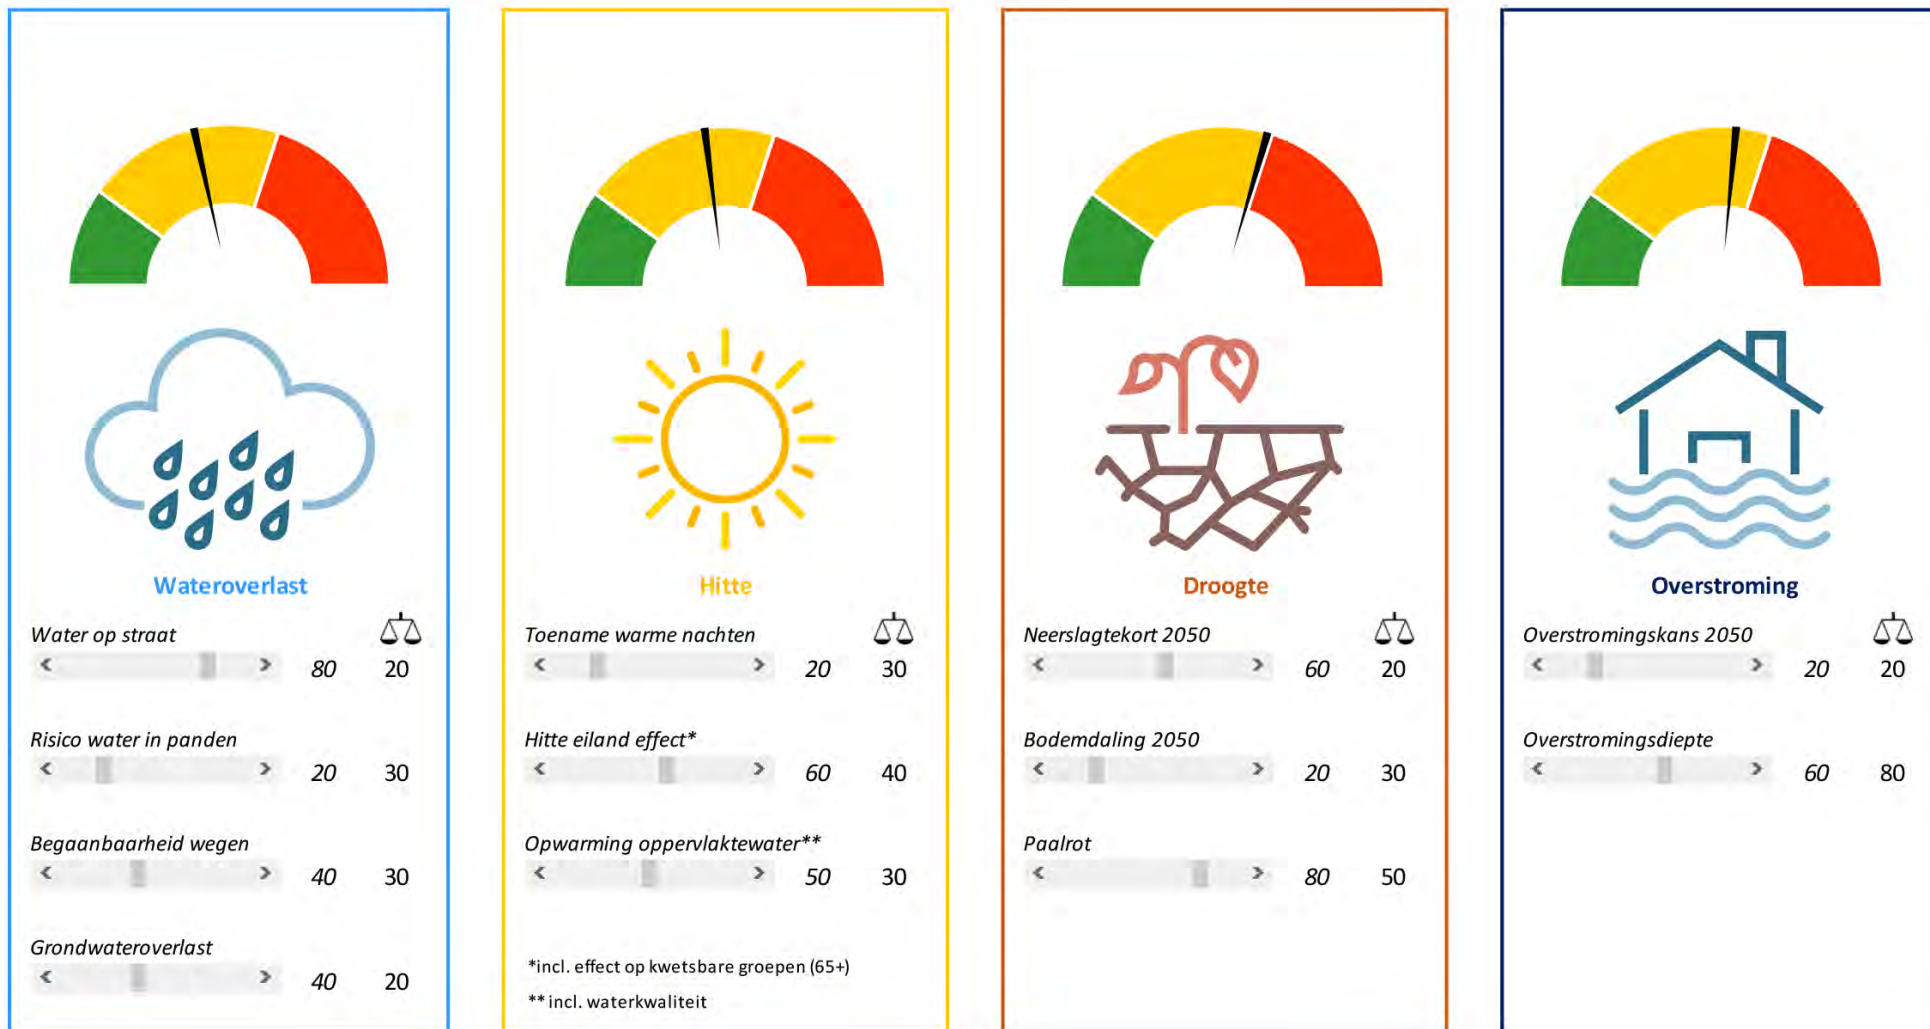 Wateroverlast
Water op straat
80 20
Risico water in panden
20 30
Begaanbaarheid wegen
40 30
Grondwateroverlast
40 20
Hitte
Toename warme nachten
20 30
Hitte eiland effect*
60 40
Opwarming oppervlaktewater**
50 30
*incl. effect op kwetsbare groepen (65+)
** incl. waterkwaliteit
Droogte
Neerslagtekort 2050
60 20
Bodemdaling 2050
20 30
Paalrot
80 50
Overstroming
Overstromingskans 2050
20 20
Overstromingsdiepte
60 80